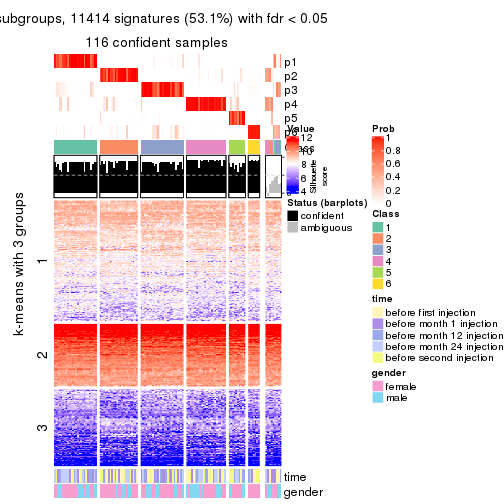 subgroups, 11414 signatures (53.1%) with fdr < 0.05
116 confident samples
p1
p2
p3
p4
p5
k-means with 3 groups
1
2
3
time
gender
Value
12
10
8
6
4
Silhouette
score
Status (barplots)
confident
ambiguous
Prob
1
0.8
0.6
0.4
0.2
0
Class
1
2
3
4
5
6
time
before first injection
before month 1 injection
before month 12 injection
before month 24 injection
before second injection
gender
female
male